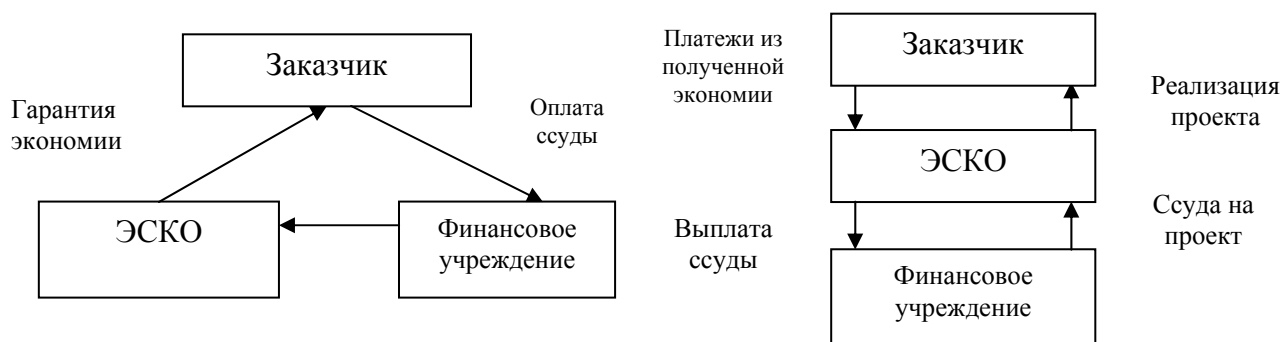 Заказчик
Гарантия
экономии
Оплата
ссуды
ЭСКО
Финансовое
учреждение
Платежи из
полученной
экономии
Заказчик
Реализация
проекта
ЭСКО
Выплата
ссуды
Ссуда на
проект
Финансовое
учреждение